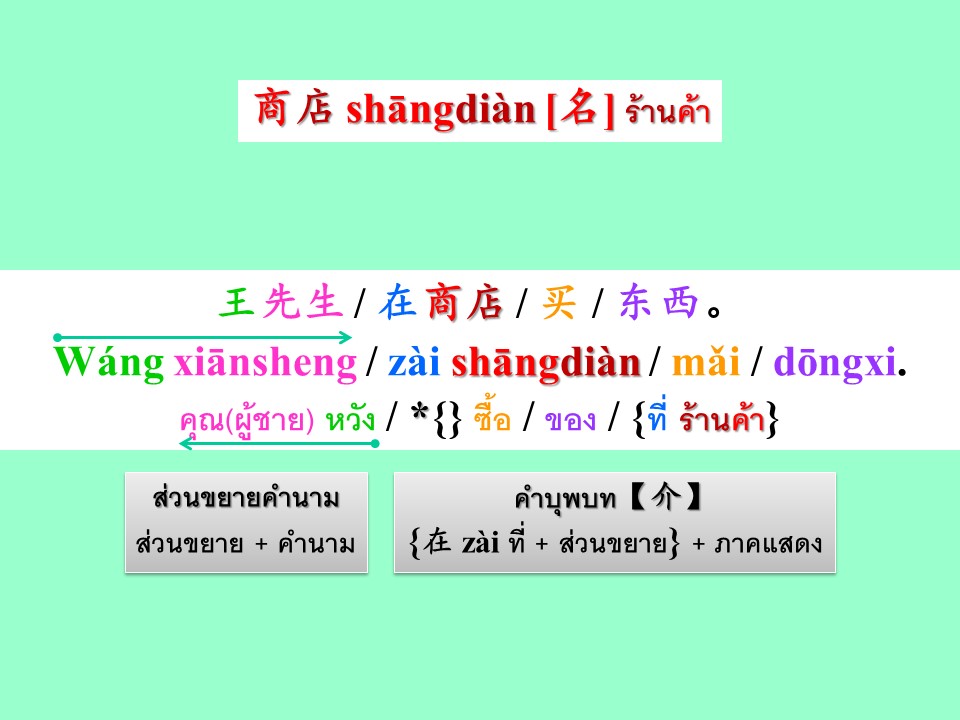 商店 shāngdiàn [名] ร้านค้า
王先生 / 在商店 / 买 / 东西。
Wáng xiānsheng / zài shāngdiàn / mǎi / dōngxi.
คุณ(ผู้ชาย) หวัง / *{} ซื้อ / ของ / {ที่ ร้านค้า}
ส่วนขยายคำนาม
ส่วนขยาย + คำนาม
คำบุพบท【介】
{在 zài ที่ + ส่วนขยาย} + ภาคแสดง